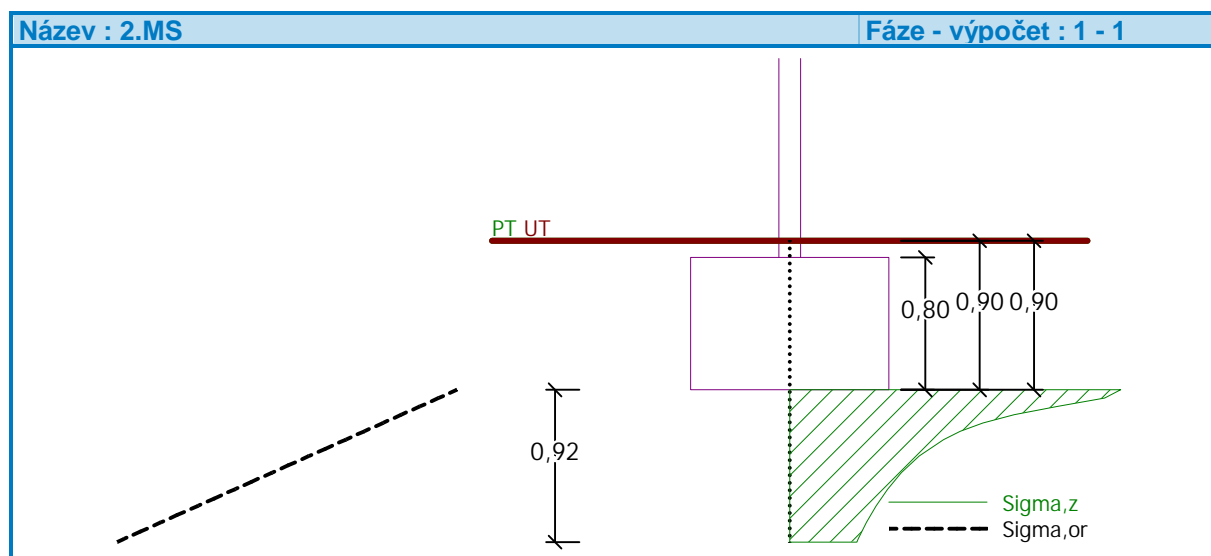 Název : 2.MS
Fáze - výpočet : 1 - 1
PT UT
0,80
0,90
0,90
0,92
Sigma,z
Sigma,or